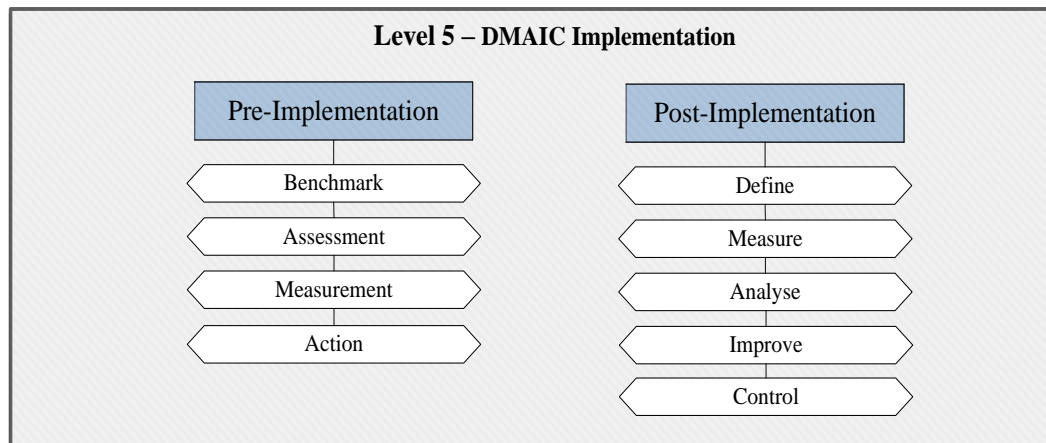 Level 5 – DMAIC Implementation
Pre-Implementation
Benchmark
Assessment
Measurement
Action
Post-Implementation
Define
Measure
Analyse
Improve
Control